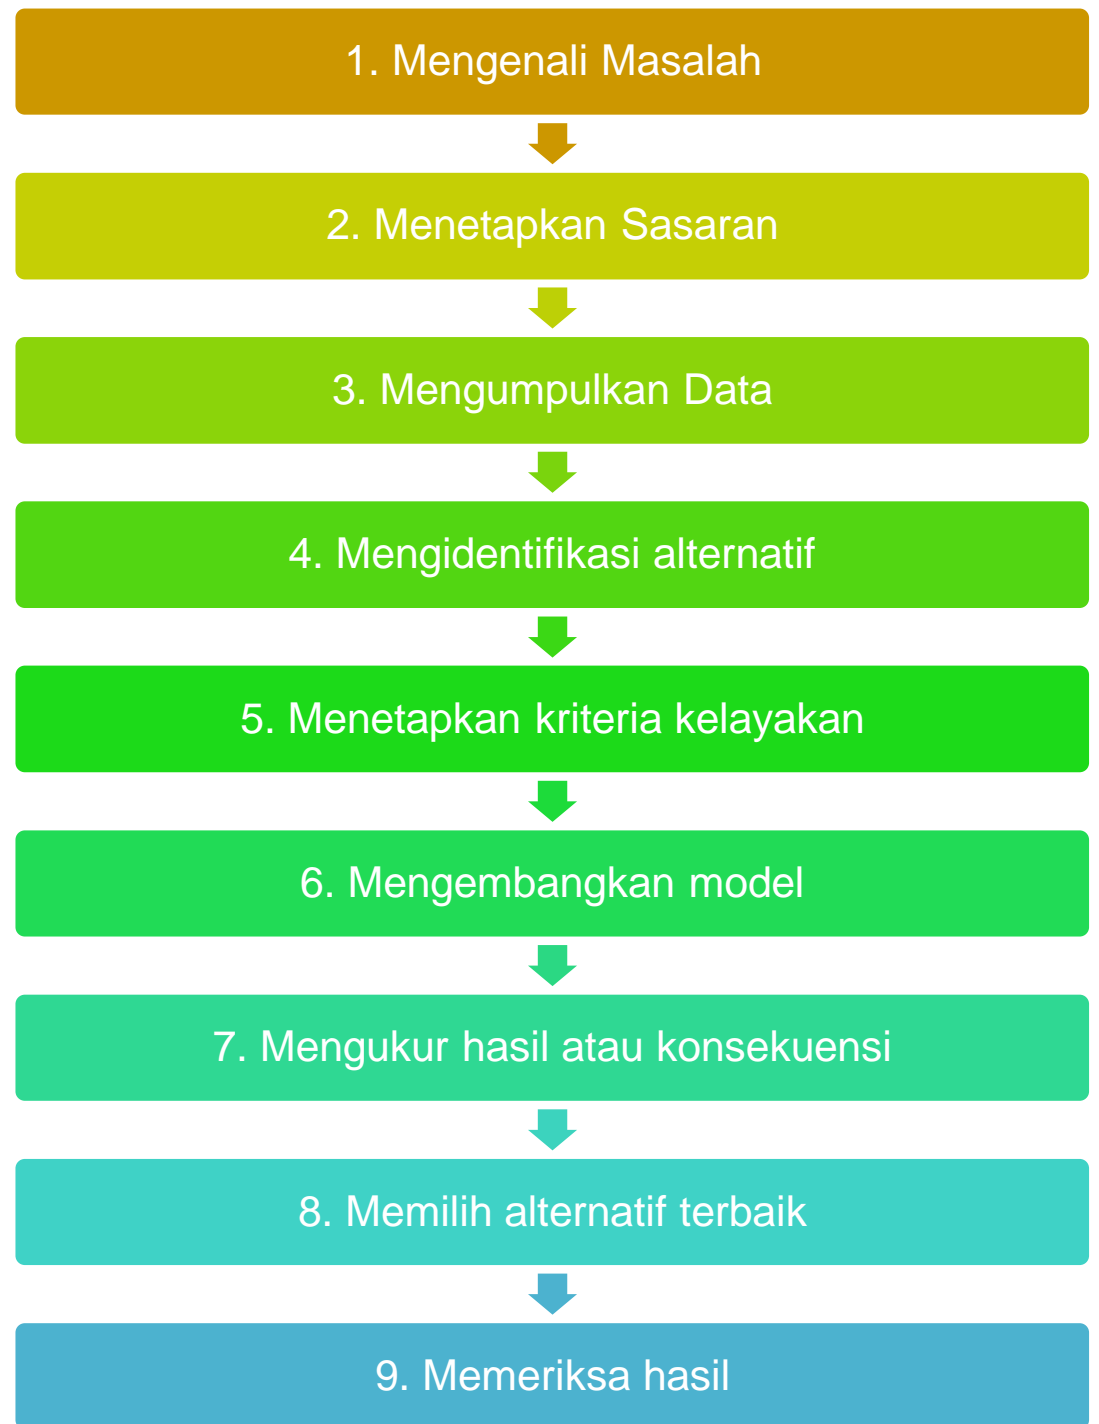 1. Mengenali Masalah
2. Menetapkan Sasaran
3. Mengumpulkan Data
4. Mengidentifikasi alternatif
5. Menetapkan kriteria kelayakan
6. Mengembangkan model
7. Mengukur hasil atau konsekuensi
8. Memilih alternatif terbaik
9. Memeriksa hasil